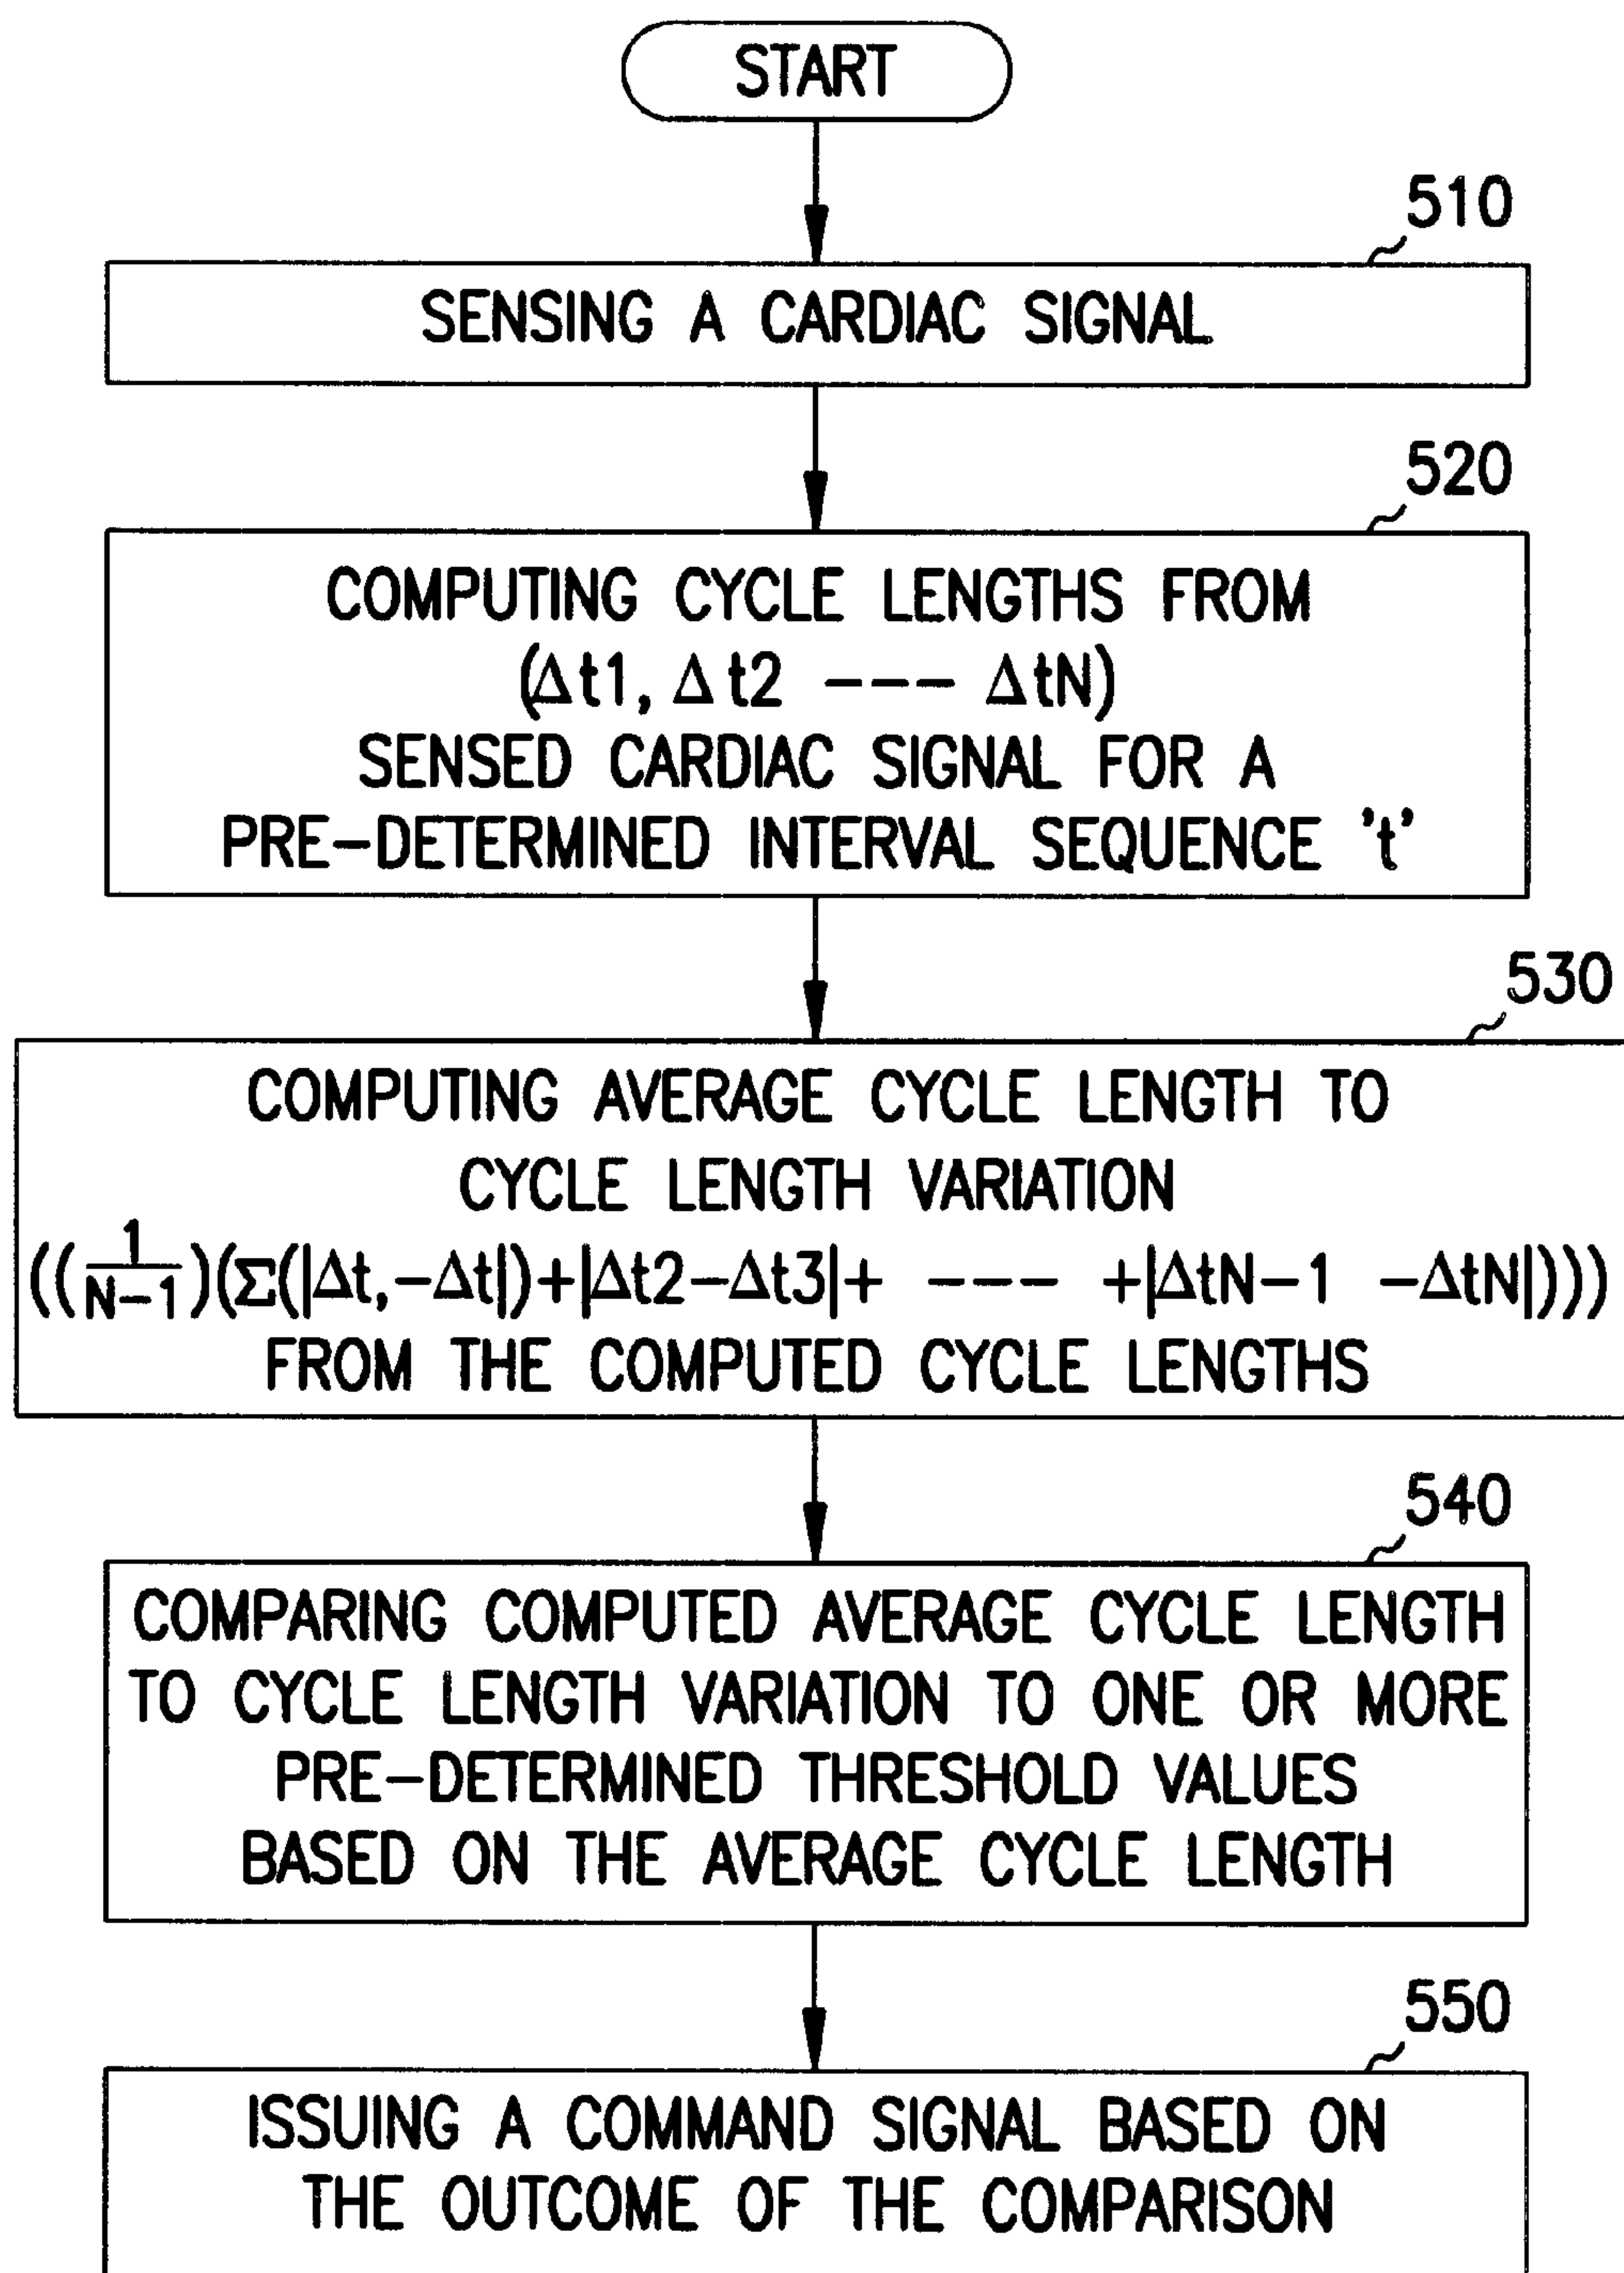 START
510
SENSING A CARDIAC SIGNAL
520
COMPUTING CYCLE LENGTHS FROM
(Δt1, Δt2 --- ΔtN)
SENSED CARDIAC SIGNAL FOR A
PRE-DETERMINED INTERVAL SEQUENCE 't'
530
COMPUTING AVERAGE CYCLE LENGTH TO
CYCLE LENGTH VARIATION
((1/N-1)(Σ(|Δt,-Δt|)+|Δt2-Δt3|+ --- +|ΔtN-1 -ΔtN|)))
FROM THE COMPUTED CYCLE LENGTHS
540
COMPARING COMPUTED AVERAGE CYCLE LENGTH
TO CYCLE LENGTH VARIATION TO ONE OR MORE
PRE-DETERMINED THRESHOLD VALUES
BASED ON THE AVERAGE CYCLE LENGTH
550
ISSUING A COMMAND SIGNAL BASED ON
THE OUTCOME OF THE COMPARISON